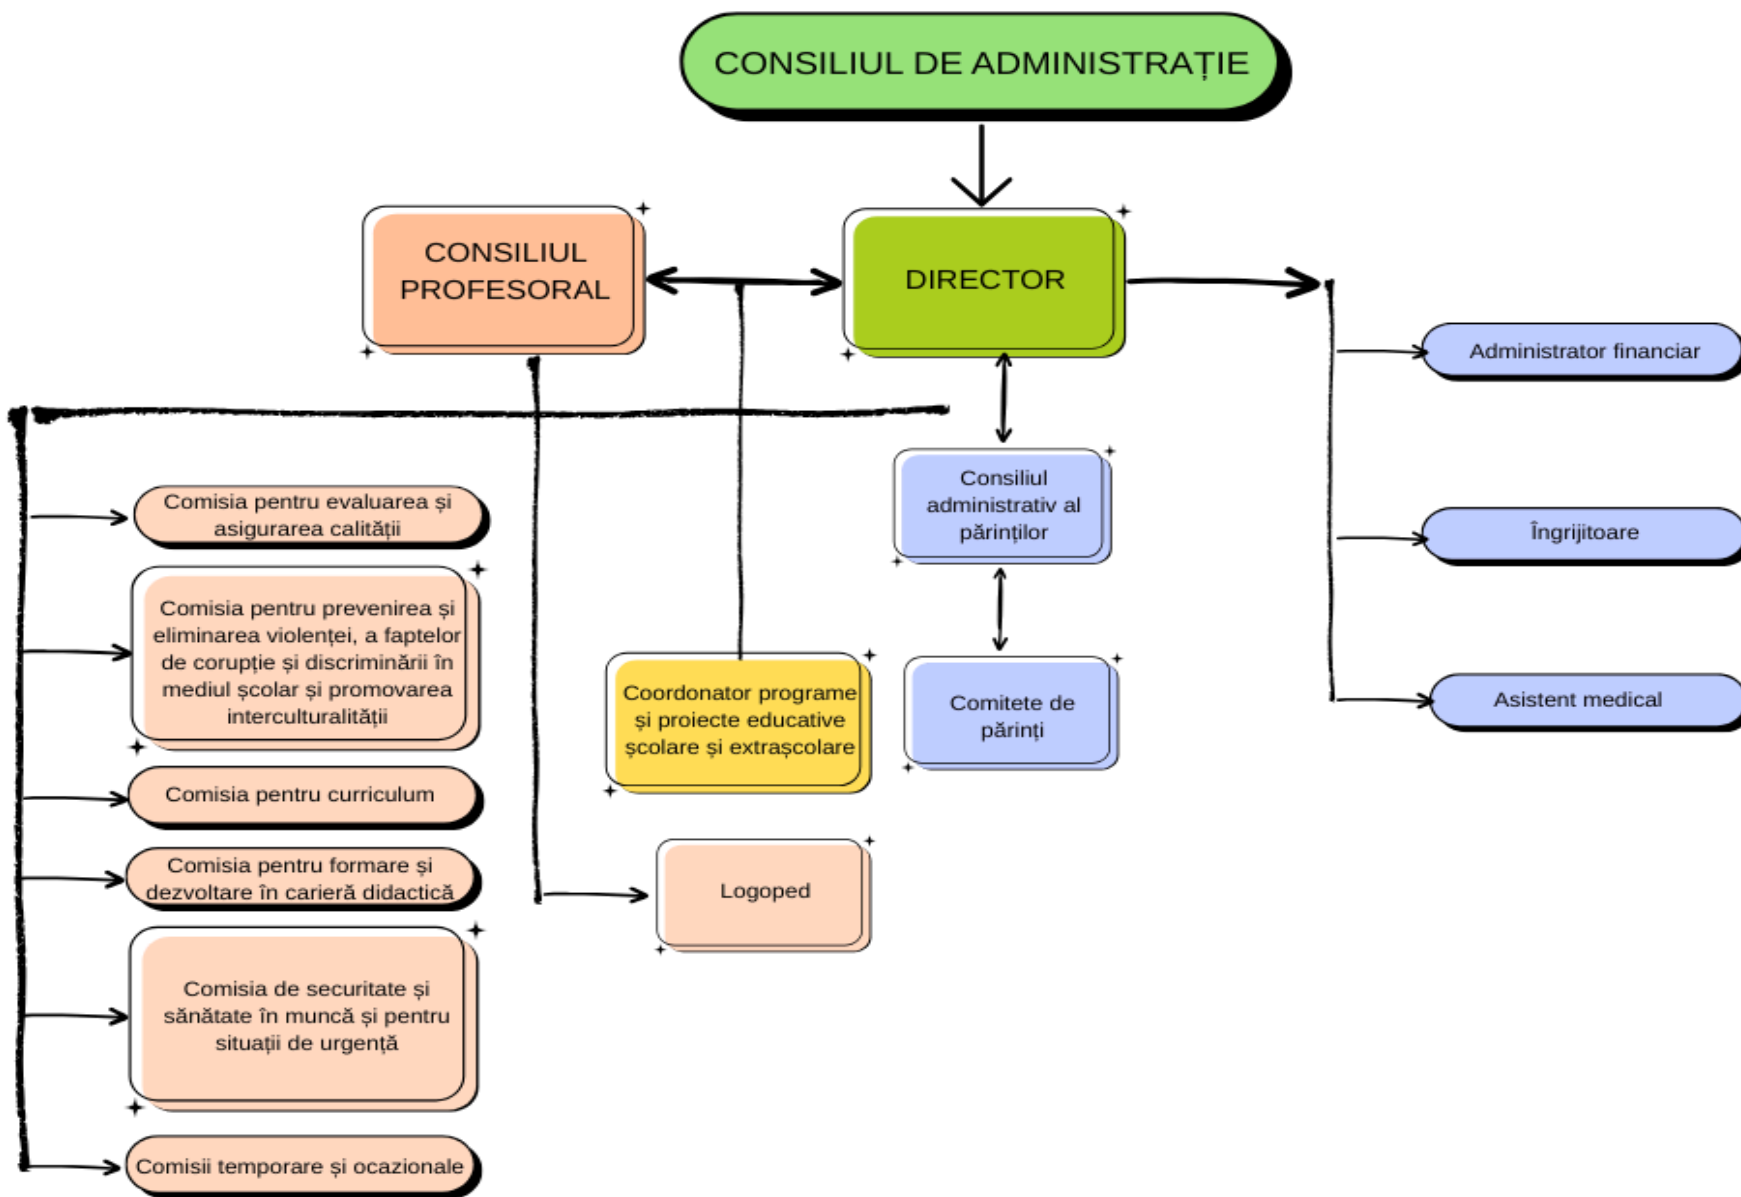 CONSILIUL DE ADMINISTRAȚIE
CONSILIUL
PROFESORAL
DIRECTOR
Administrator financiar
Îngrijitoare
Asistent medical
Consiliul
administrativ al
părinților
Comitete de
părinți
Coordonator programe
și proiecte educative
școlare și extrașcolare
Logoped
Comisia pentru evaluarea și
asigurarea calității
Comisia pentru prevenirea și
eliminarea violenței, a faptelor
de corupție și discriminării în
mediul școlar și promovarea
interculturalității
Comisia pentru curriculum
Comisia pentru formare și
dezvoltare în carieră didactică
Comisia de securitate și
sănătate în muncă și pentru
situații de urgență
Comisii temporare și ocazionale